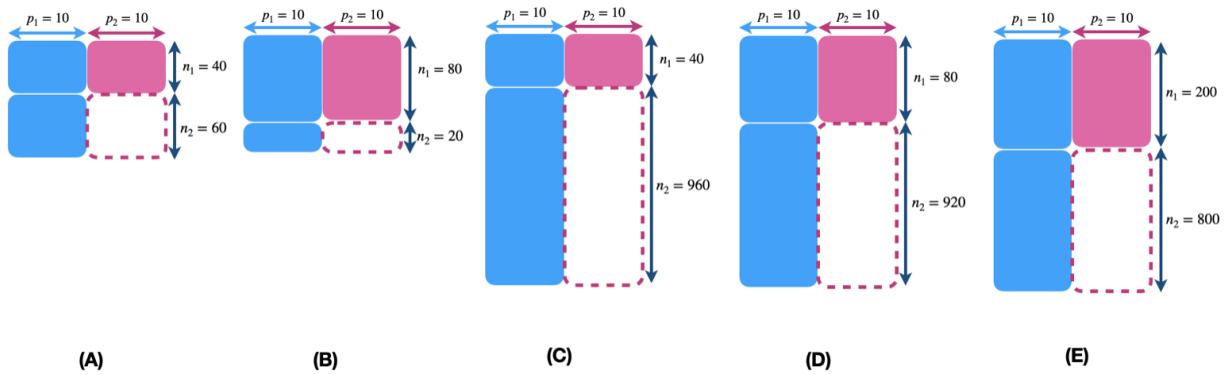 p₁ = 10 p₂ = 10
n₁ = 40
n₂ = 60
(A)
p₁ = 10 p₂ = 10
n₁ = 80
n₂ = 20
(B)
p₁ = 10 p₂ = 10
n₁ = 40
n₂ = 960
(C)
p₁ = 10 p₂ = 10
n₁ = 80
n₂ = 920
(D)
p₁ = 10 p₂ = 10
n₁ = 200
n₂ = 800
(E)